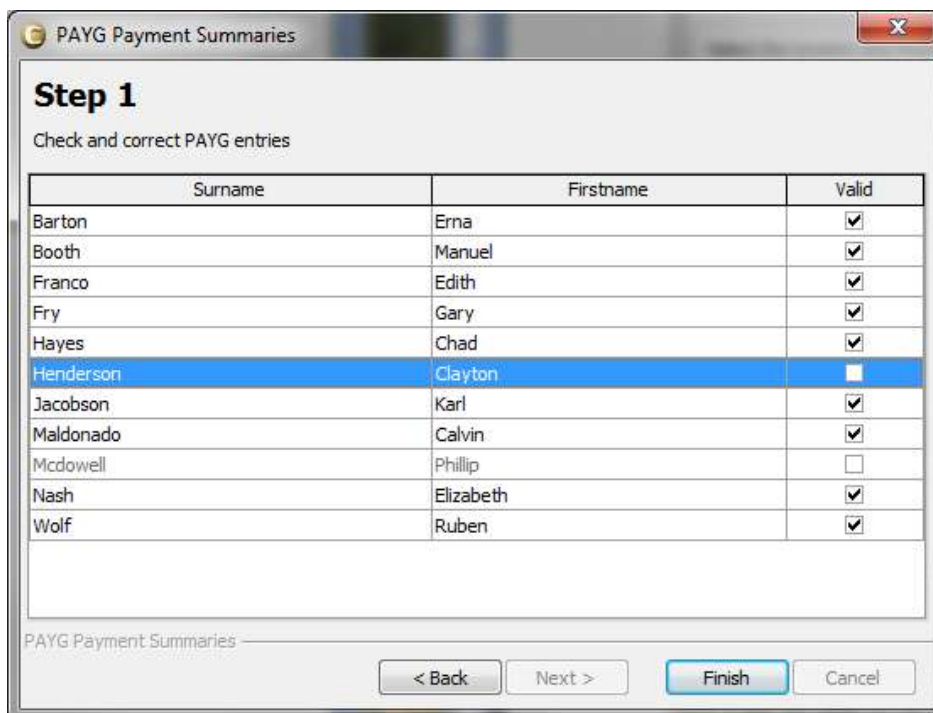 PAYG Payment Summaries
Step 1
Check and correct PAYG entries
Surname Firstname Valid
Barton Erna
Booth Manuel
Franco Edith
Fry Gary
Hayes Chad
Henderson Clayton
Jacobson Karl
Maldonado Calvin
Mcdowell Phillip
Nash Elizabeth
Wolf Ruben
PAYG Payment Summaries
< Back Next > Finish Cancel